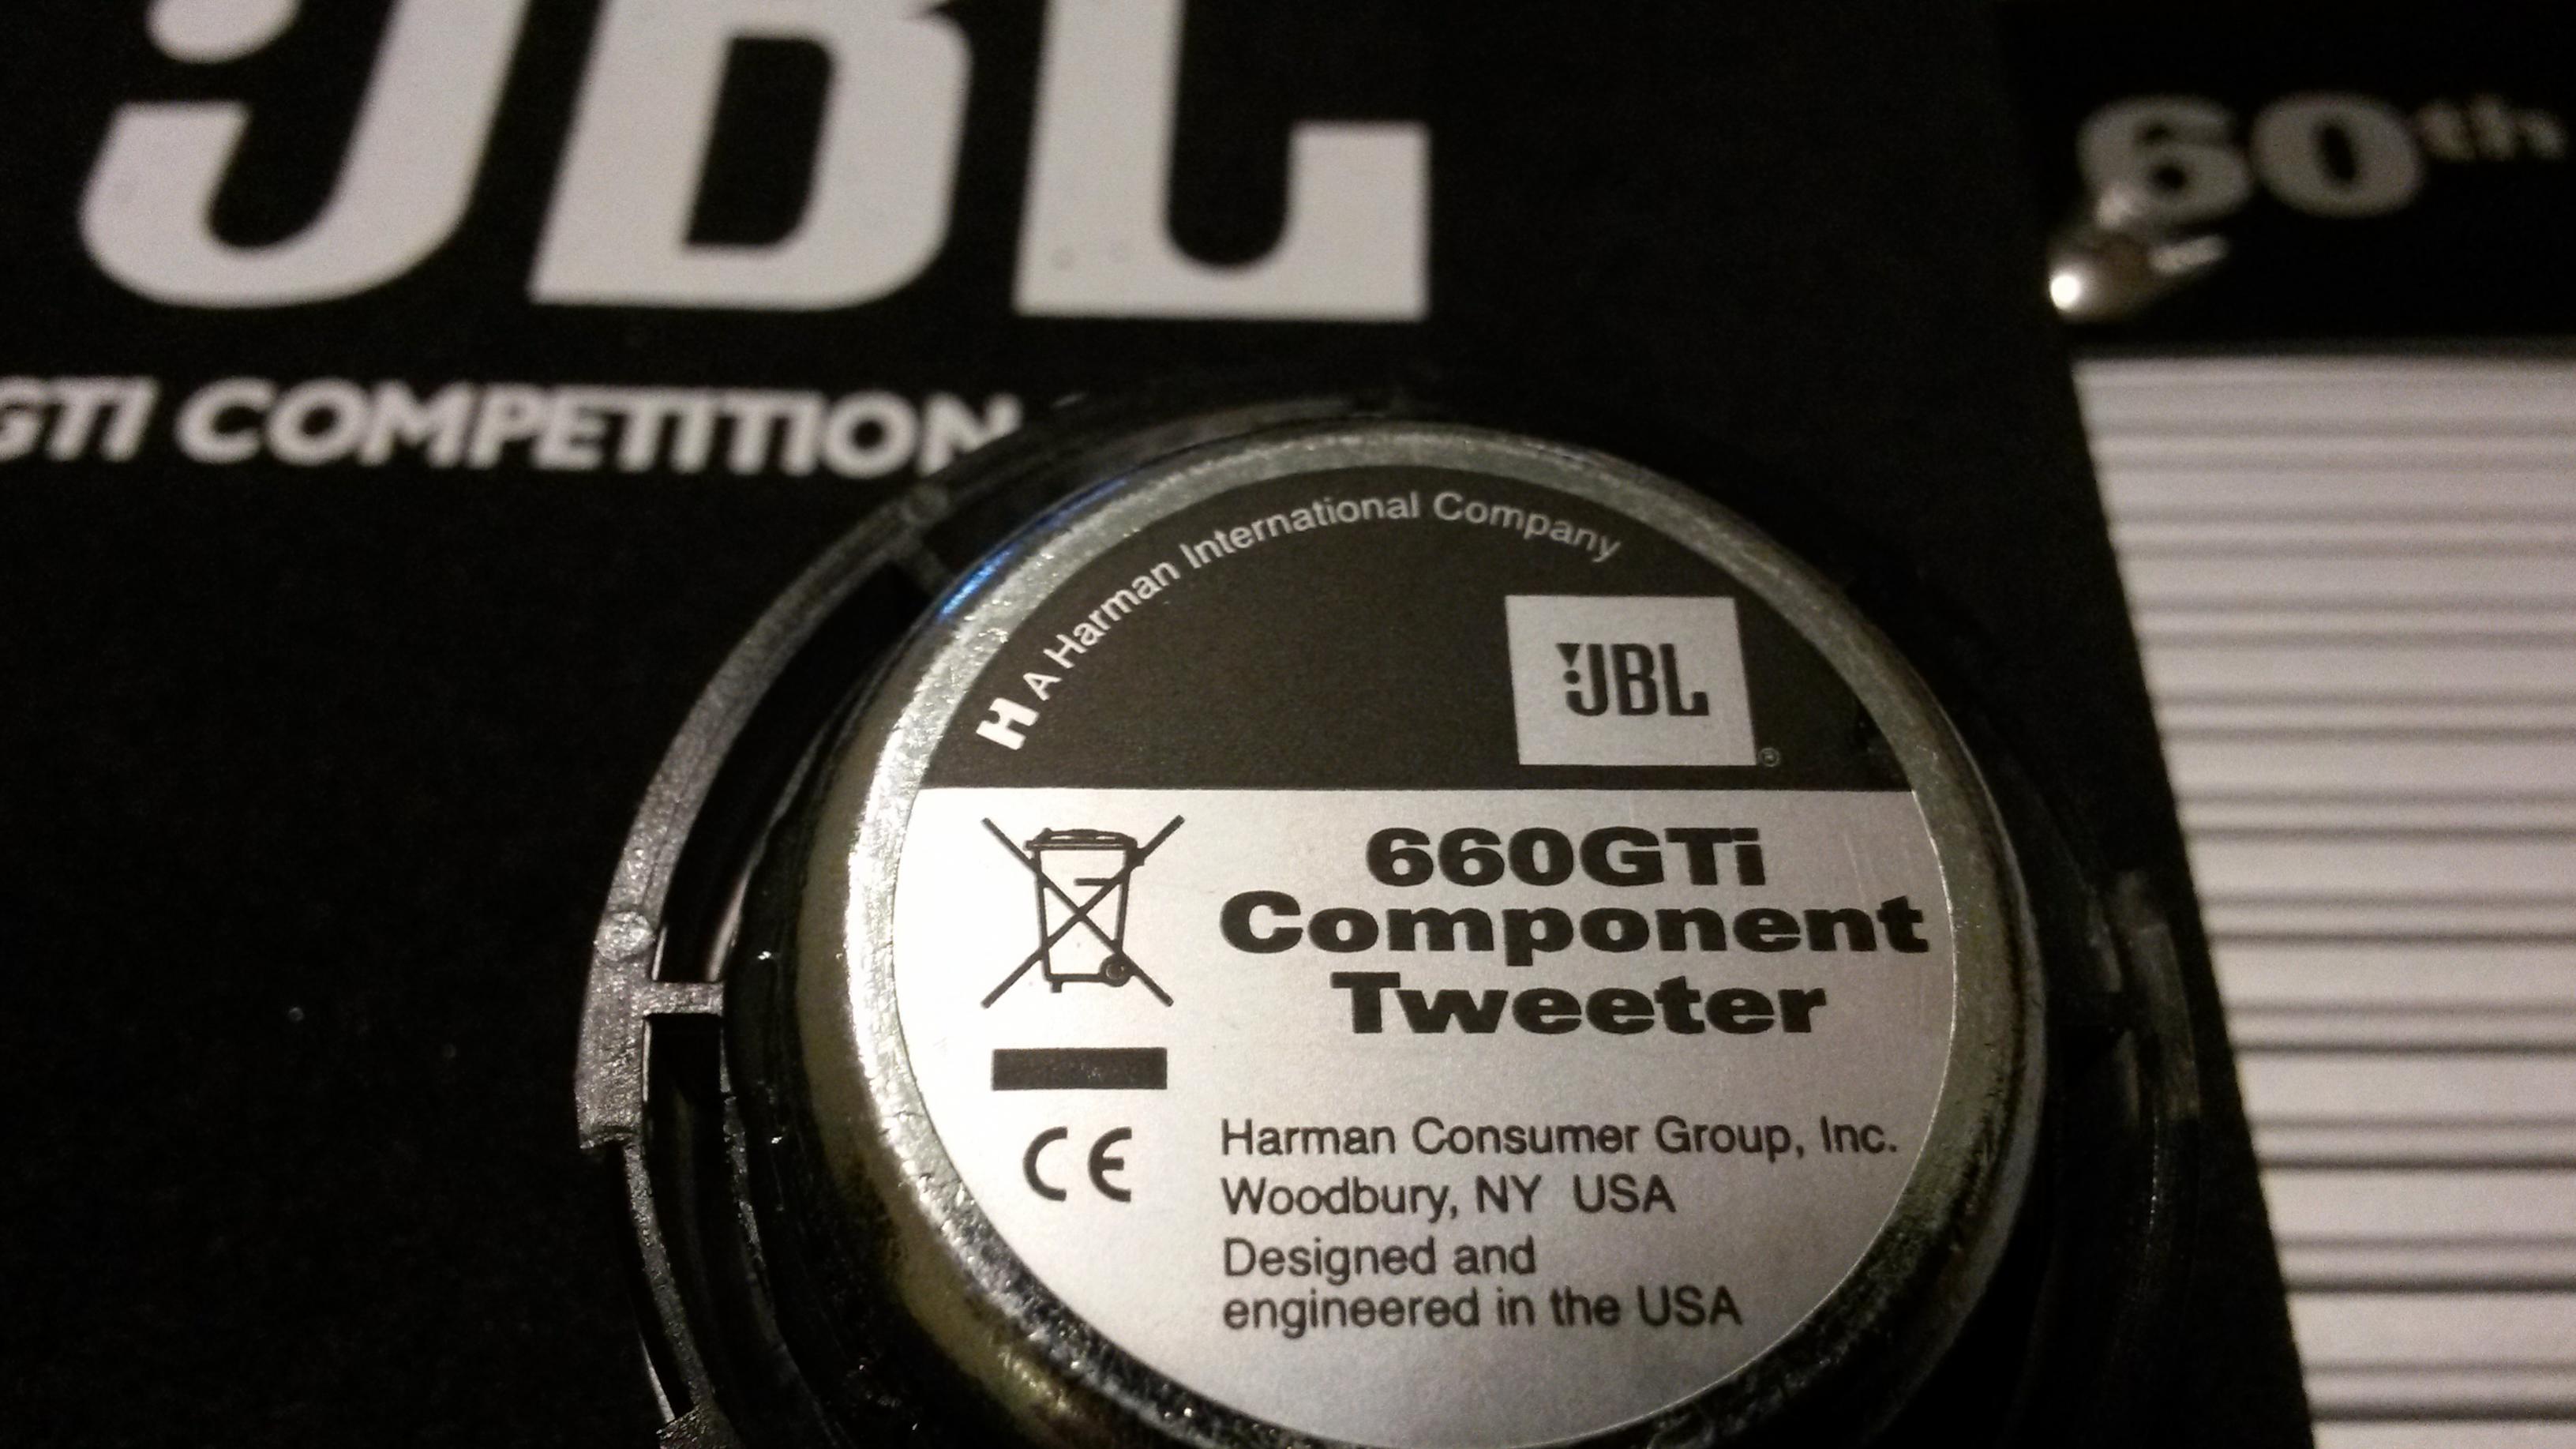 JBL
60th
GTI COMPETITION
H A Harman International Company
JBL®
660GTi
Component
Tweeter
CE
Harman Consumer Group, Inc.
Woodbury, NY USA
Designed and
engineered in the USA